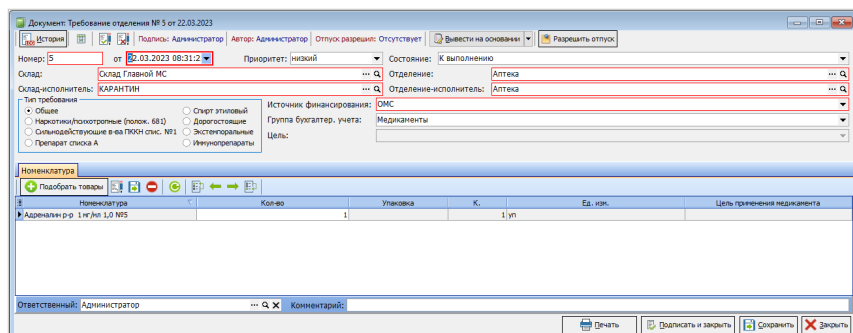 Документ: Требование отделения № 5 от 22.03.2023
История Подпись: Администратор Автор: Администратор Отпуск разрешил: Отсутствует Вывести на основании Разрешить отпуск
Номер: 5 от 22.03.2023 08:31:2 Приоритет: низкий Состояние: К выполнению
Склад: Склад Главной МС Отделение: Аптека
Склад-исполнитель: КАРАНТИН Отделение-исполнитель: Аптека
Тип требования
Общее Спирт этиловый Источник финансирования: ОМС
Наркотики/психотропные (полож. 681) Дорогостоящие Группа бухгалтер. учета: Медикаменты
Сильнодействующие в-ва ПККН спис. №1 Экстенпоральные Цель:
Препарат списка А Иммунопрепараты
Номенклатура
Подобрать товары
Номенклатура Кол-во Упаковка К. Ед. изм. Цель применения медикамента
Адреналин р-р 1 мг/мл 1,0 №5 1 1 уп
Ответственный: Администратор Комментарий:
Печать Подписать и закрыть Сохранить Закрыть